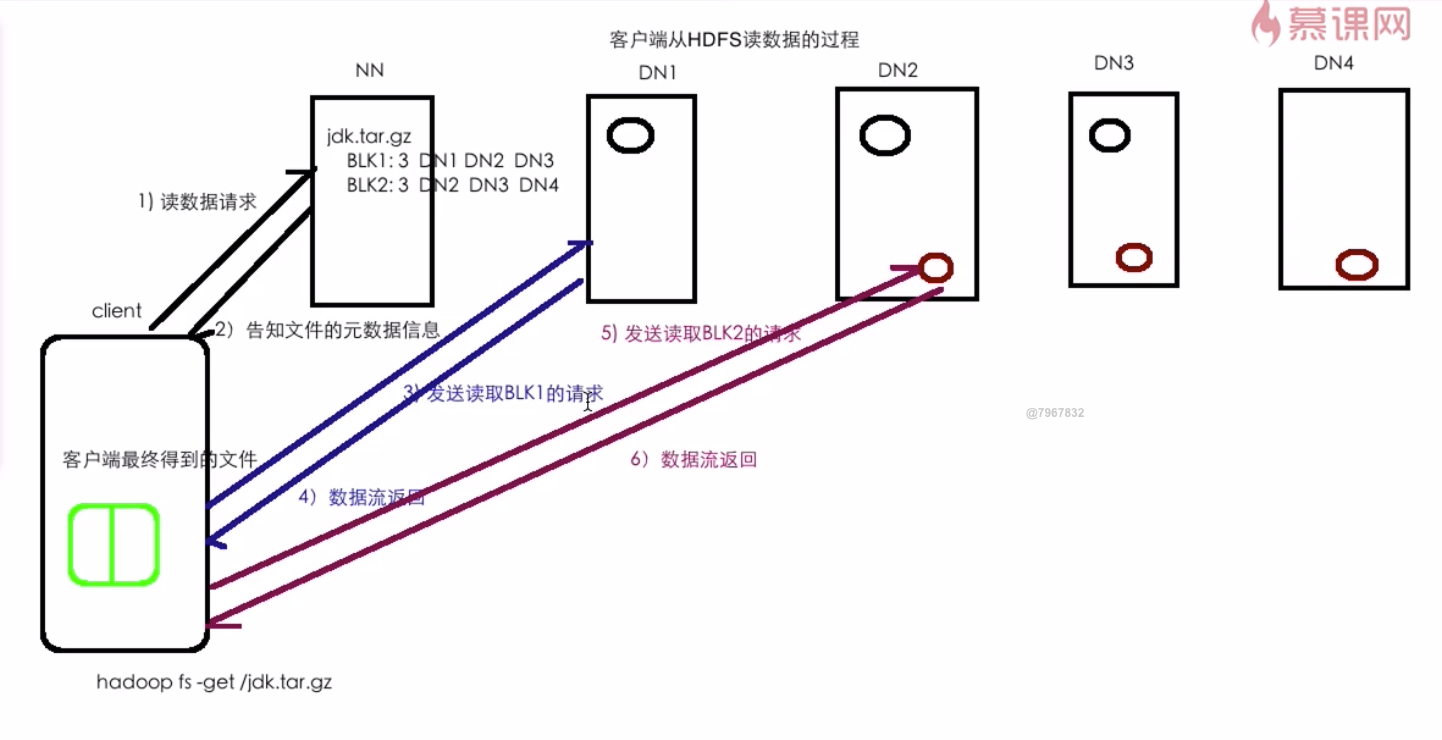 慕课网
客户端从HDFS读数据的过程
NN
DN1
DN2
DN3
DN4
jdk.tar.gz
BLK1: 3 DN1 DN2 DN3
BLK2: 3 DN2 DN3 DN4
1) 读数据请求
client
2）告知文件的元数据信息
5) 发送读取BLK2的请求
3) 发送读取BLK1的请求
@7967832
客户端最终得到的文件
6）数据流返回
4）数据流返回
hadoop fs -get /jdk.tar.gz